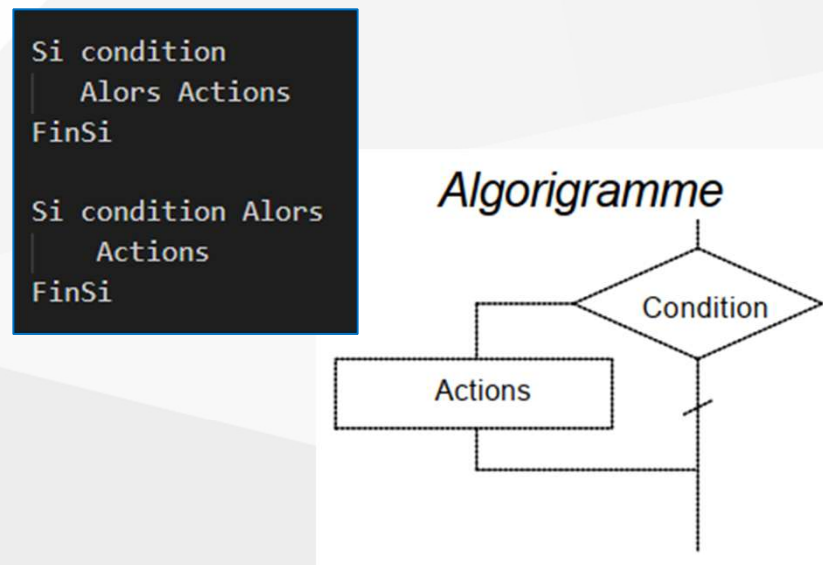 Si condition
Alors Actions
FinSi
Si condition Alors
Actions
FinSi
Algorigramme
Condition
Actions